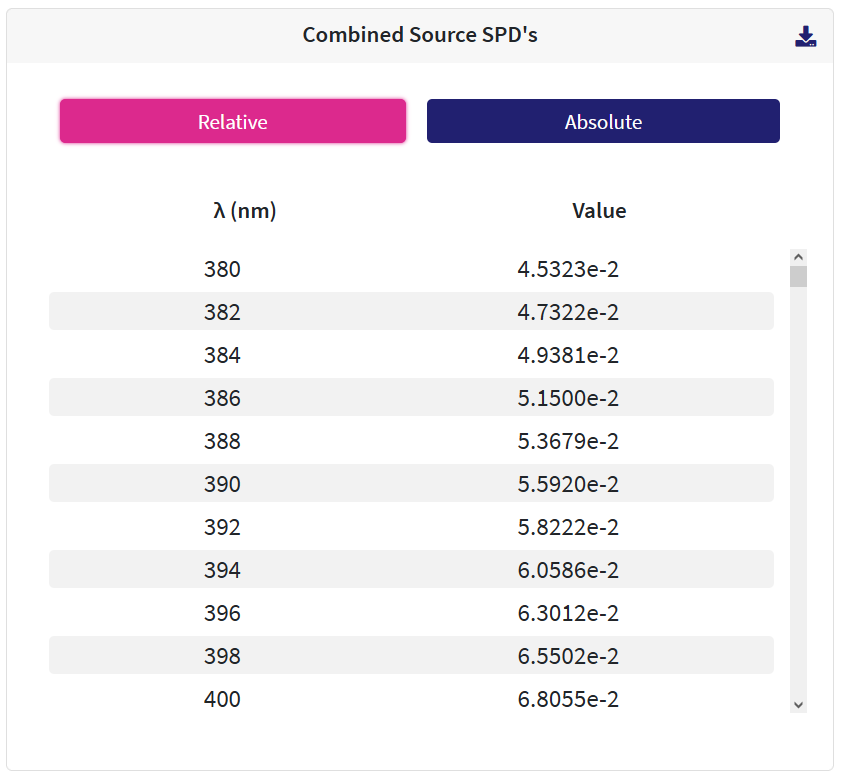 Combined Source SPD's
Relative Absolute
λ (nm) Value
380 4.5323e-2
382 4.7322e-2
384 4.9381e-2
386 5.1500e-2
388 5.3679e-2
390 5.5920e-2
392 5.8222e-2
394 6.0586e-2
396 6.3012e-2
398 6.5502e-2
400 6.8055e-2